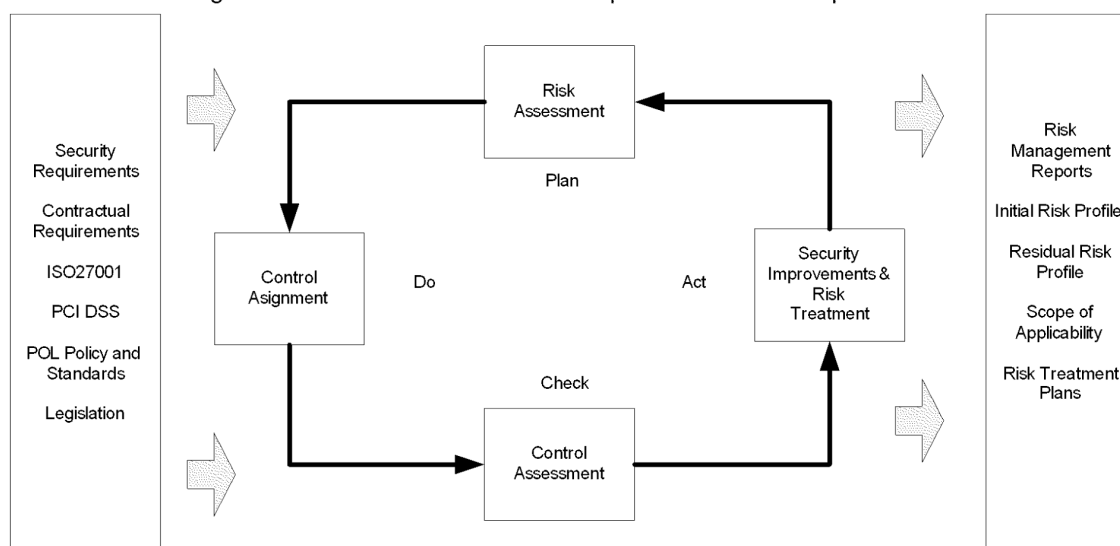 Security
Requirements
Contractual
Requirements
ISO27001
PCI DSS
POL Policy and
Standards
Legislation
Risk
Assessment
Plan
Control
Asignment
Do
Check
Control
Assessment
Act
Security
Improvements &
Risk
Treatment
Risk
Management
Reports
Initial Risk Profile
Residual Risk
Profile
Scope of
Applicability
Risk Treatment
Plans